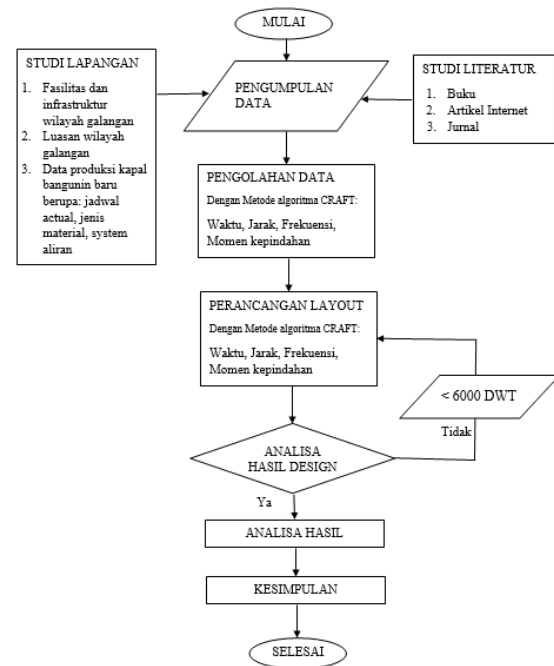 MULAI
STUDI LAPANGAN
1. Fasilitas dan
infrastruktur
wilayah galangan
2. Luasan wilayah
galangan
3. Data produksi kapal
bangunin baru
berupa: jadwal
actual, jenis
material, system
aliran
PENGUMPULAN
DATA
STUDI LITERATUR
1. Buku
2. Artikel Internet
3. Jurnal
PENGOLAHAN DATA
Dengan Metode algoritma CRAFT:
Waktu, Jarak, Frekuensi,
Momen kepindahan
PERANCANGAN LAYOUT
Dengan Metode algoritma CRAFT:
Waktu, Jarak, Frekuensi,
Momen kepindahan
< 6000 DWT
Tidak
ANALISA
HASIL DESIGN
Ya
ANALISA HASIL
KESIMPULAN
SELESAI